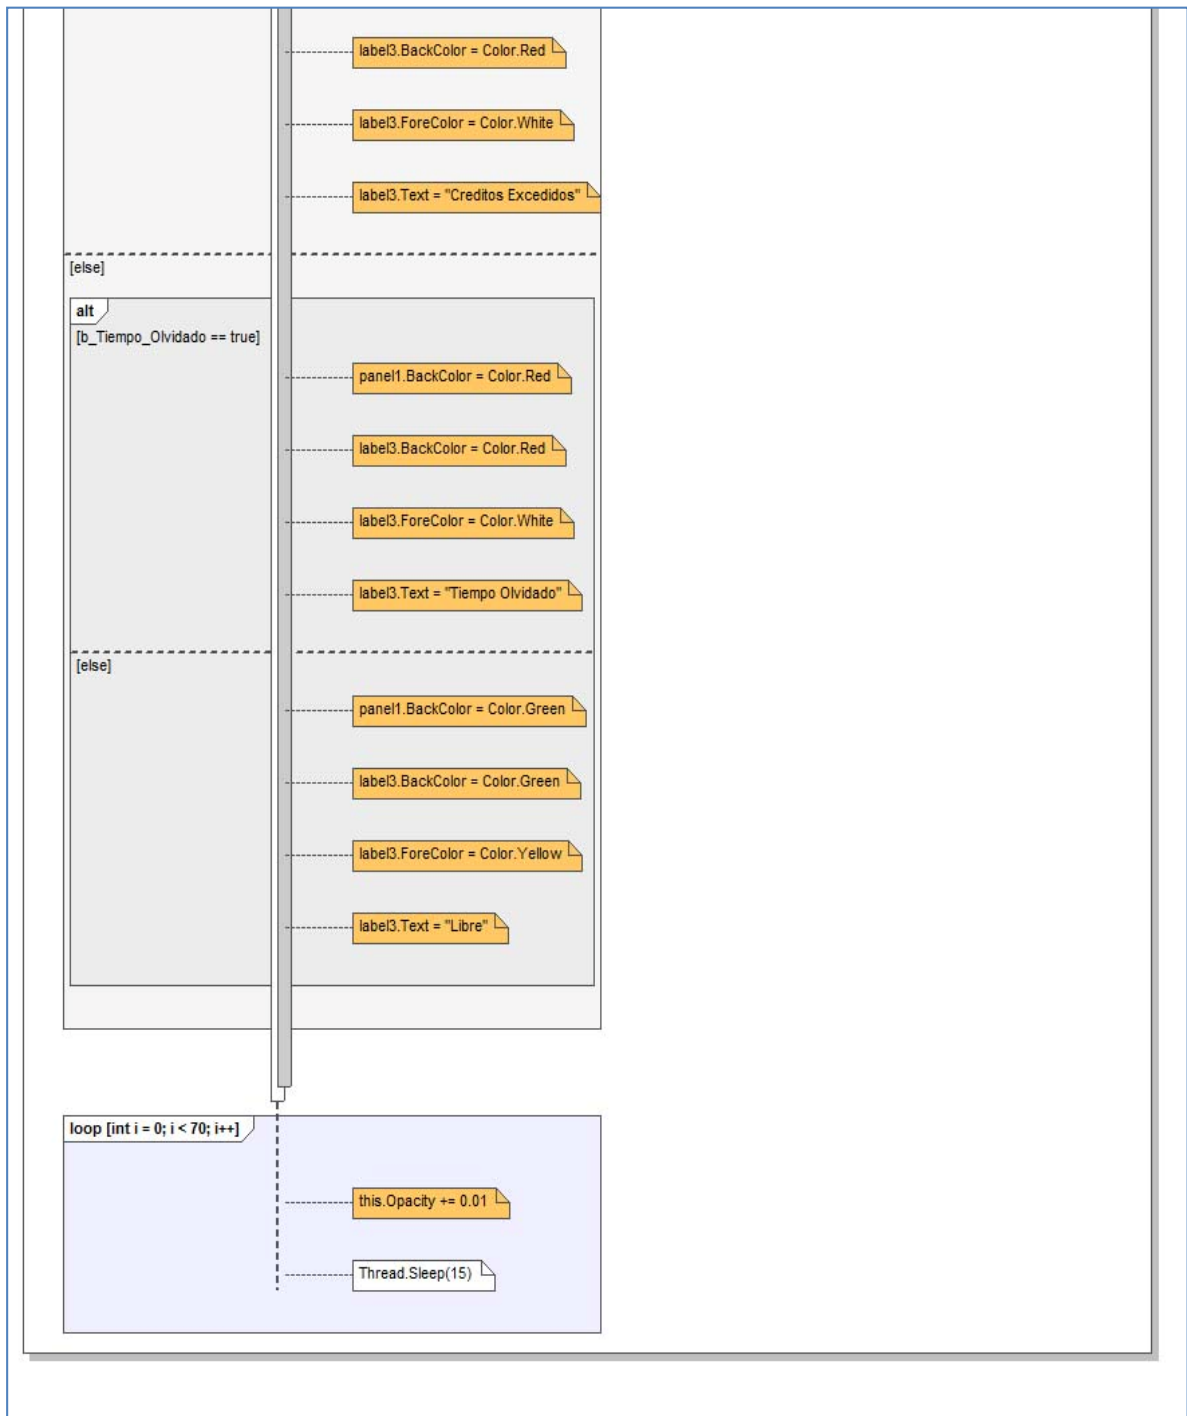 label3.BackColor = Color.Red
label3.ForeColor = Color.White
label3.Text = "Creditos Excedidos"
[else]
alt
[b_Tiempo_Olvidado == true]
panel1.BackColor = Color.Red
label3.BackColor = Color.Red
label3.ForeColor = Color.White
label3.Text = "Tiempo Olvidado"
[else]
panel1.BackColor = Color.Green
label3.BackColor = Color.Green
label3.ForeColor = Color.Yellow
label3.Text = "Libre"
loop [int i = 0; i < 70; i++]
this.Opacity += 0.01
Thread.Sleep(15)